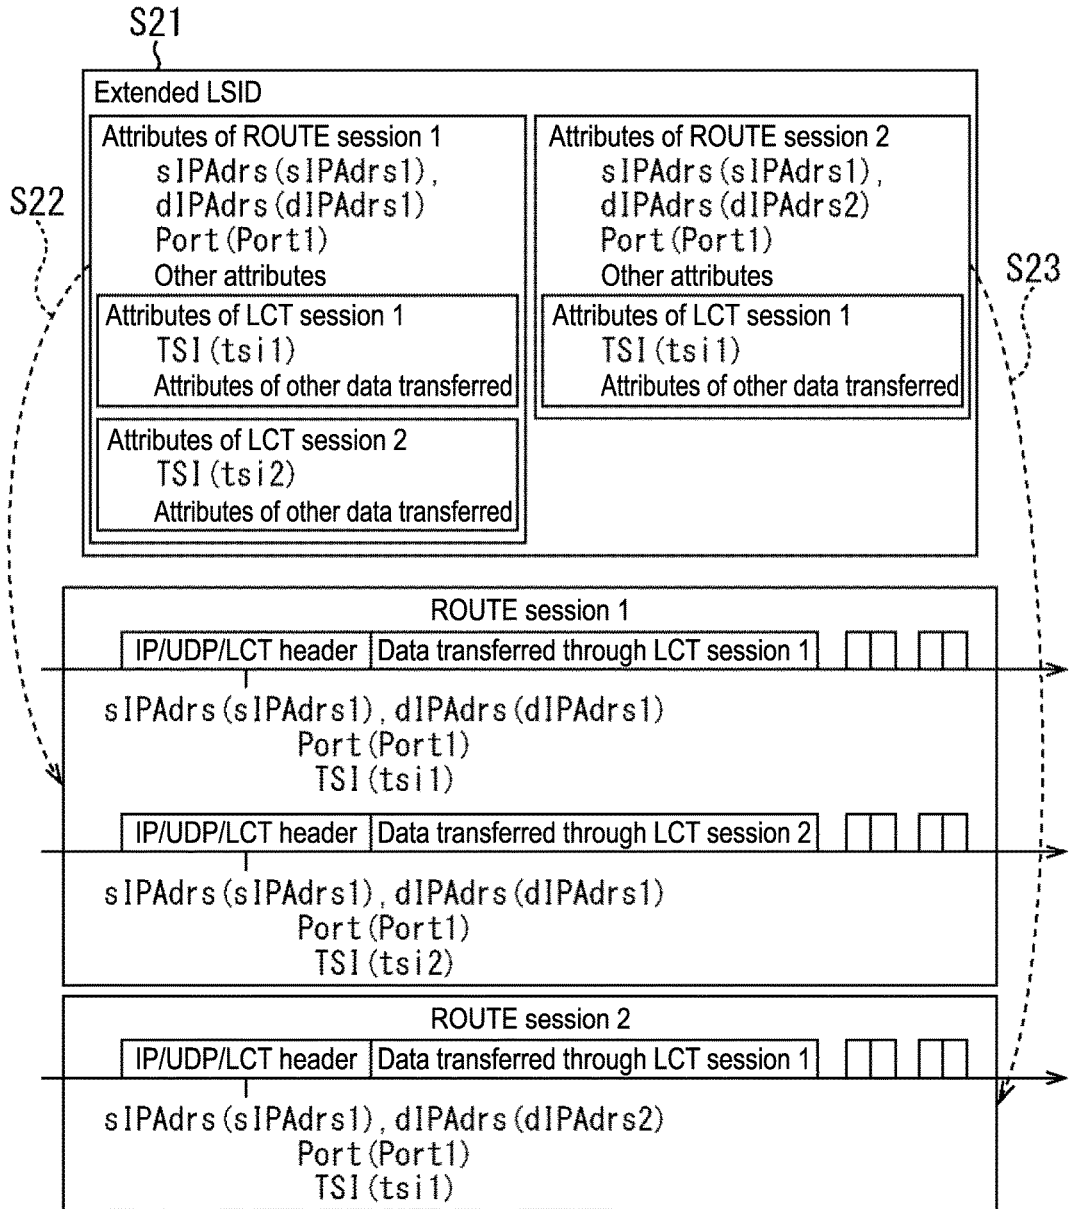 S21
Extended LSID
Attributes of ROUTE session 1
sIPAdrs(sIPAdrs1),
dIPAdrs(dIPAdrs1)
Port(Port1)
Other attributes
Attributes of LCT session 1
TSI(tsi1)
Attributes of other data transferred
Attributes of LCT session 2
TSI(tsi2)
Attributes of other data transferred
Attributes of ROUTE session 2
sIPAdrs(sIPAdrs1),
dIPAdrs(dIPAdrs2)
Port(Port1)
Other attributes
Attributes of LCT session 1
TSI(tsi1)
Attributes of other data transferred
S22
S23
ROUTE session 1
IP/UDP/LCT header Data transferred through LCT session 1
sIPAdrs(sIPAdrs1),dIPAdrs(dIPAdrs1)
Port(Port1)
TSI(tsi1)
IP/UDP/LCT header Data transferred through LCT session 2
sIPAdrs(sIPAdrs1),dIPAdrs(dIPAdrs1)
Port(Port1)
TSI(tsi2)
ROUTE session 2
IP/UDP/LCT header Data transferred through LCT session 1
sIPAdrs(sIPAdrs1),dIPAdrs(dIPAdrs2)
Port(Port1)
TSI(tsi1)